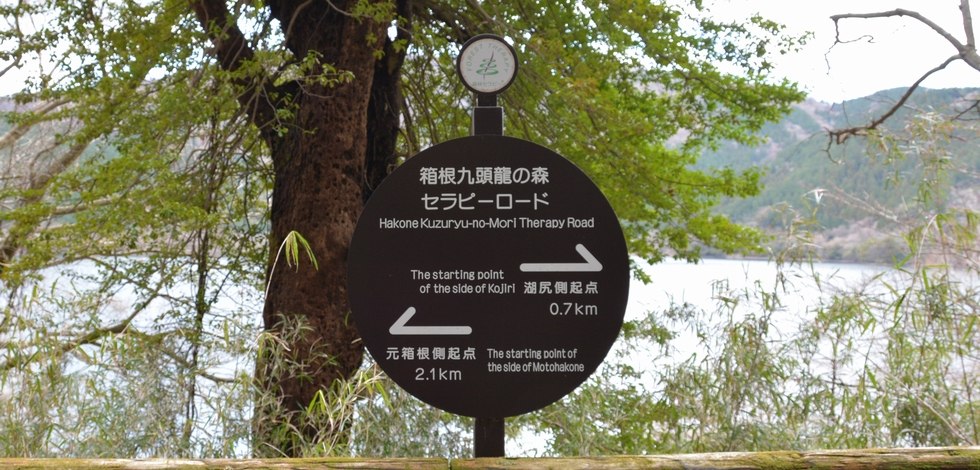 箱根九頭龍の森
セラピーロード
Hakone Kuzuryu-no-Mori Therapy Road
The starting point
of the side of Kojiri
湖尻側起点
0.7km
元箱根側起点
2.1km
The starting point of
the side of Motohakone